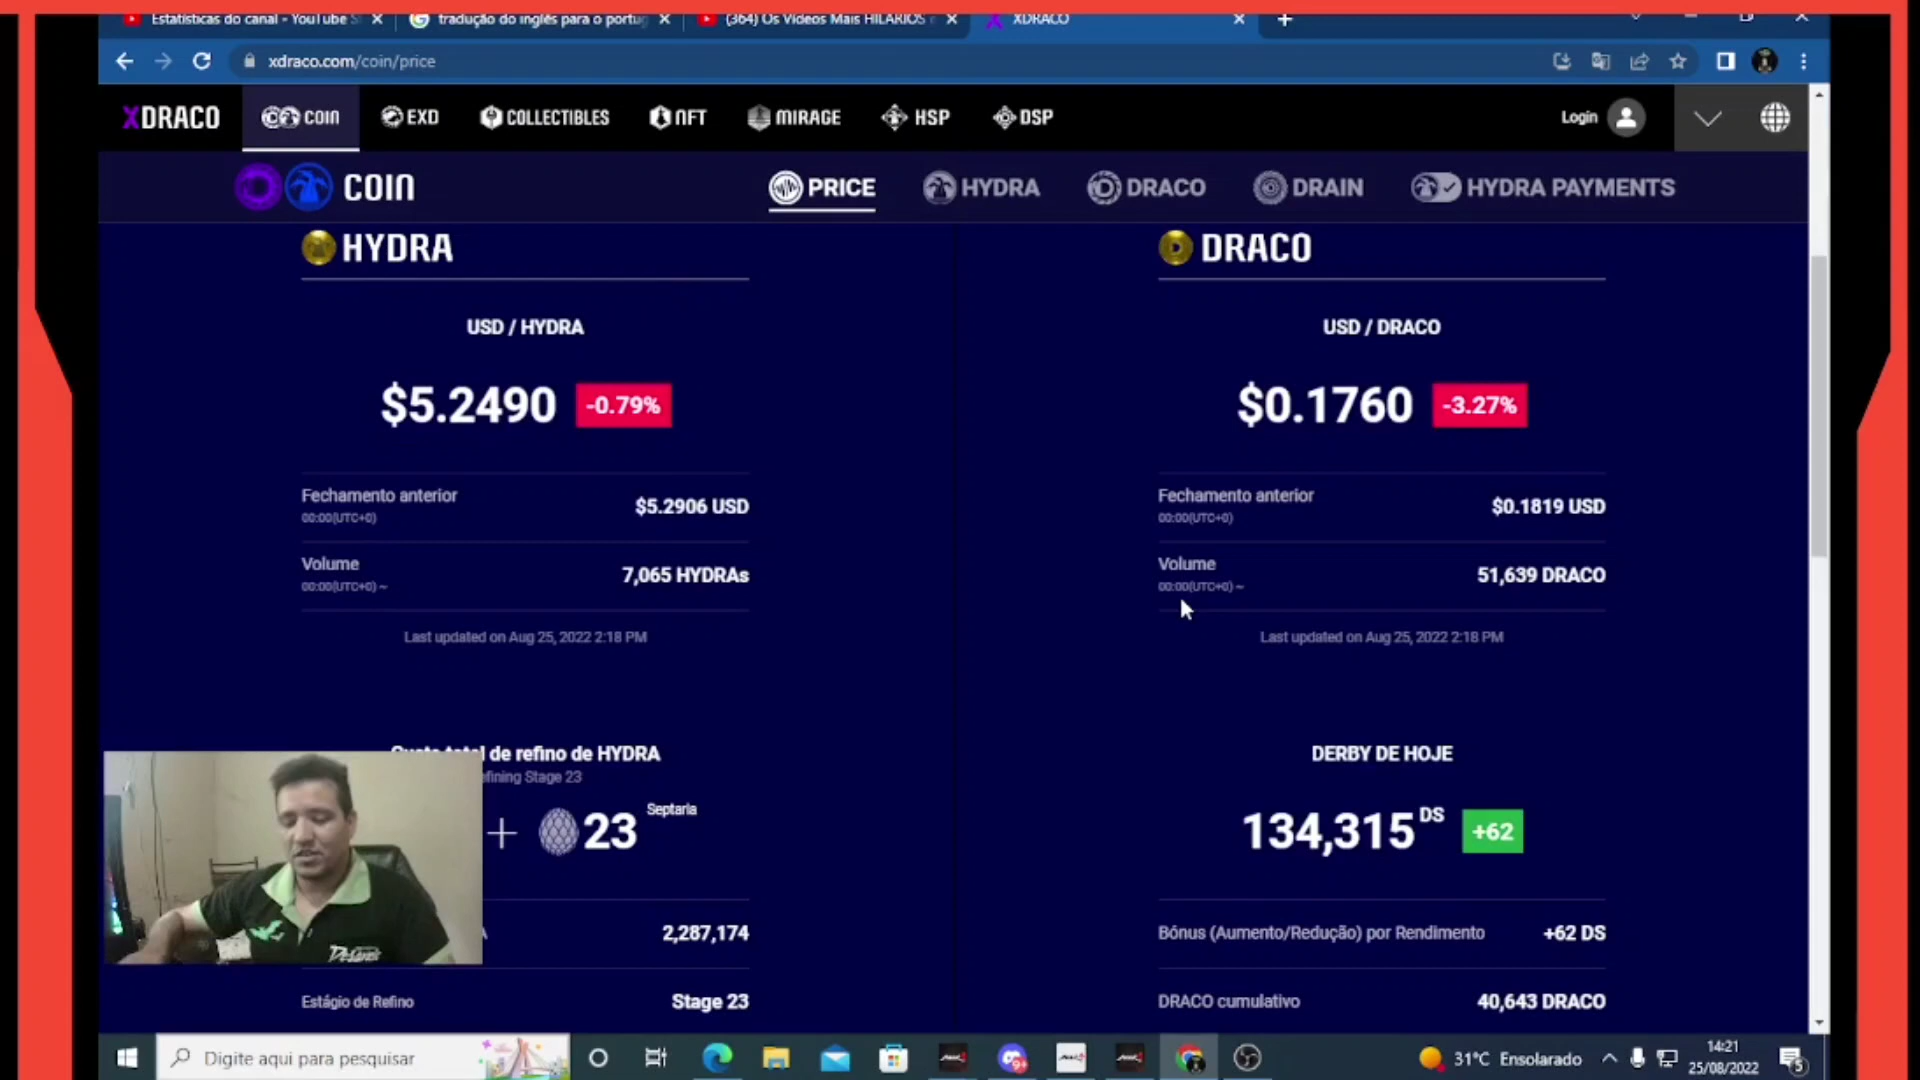 Estatísticas do canal - YouTube S
tradução do inglês para o portug
(364) Os Vídeos Mais HILÁRIOS
XDRACO
xdraco.com/coin/price
XDRACO
COIN
EXD
COLLECTIBLES
NFT
MIRAGE
HSP
DSP
Login
COIN
PRICE
HYDRA
DRACO
DRAIN
HYDRA PAYMENTS
HYDRA
USD / HYDRA
$5.2490 -0.79%
Fechamento anterior
00:00(UTC+0)
$5.2906 USD
Volume
00:00(UTC+0) ~
7,065 HYDRAs
Last updated on Aug 25, 2022 2:18 PM
DRACO
USD / DRACO
$0.1760 -3.27%
Fechamento anterior
00:00(UTC+0)
$0.1819 USD
Volume
00:00(UTC+0) ~
51,639 DRACO
Last updated on Aug 25, 2022 2:18 PM
de refino de HYDRA
Stage 23
+ 23 Septaria
2,287,174
Estágio de Refino Stage 23
DERBY DE HOJE
134,315 DS +62
Bónus (Aumento/Redução) por Rendimento +62 DS
DRACO cumulativo 40,643 DRACO
Digite aqui para pesquisar
31°C Ensolarado
14:21
25/08/2022
5